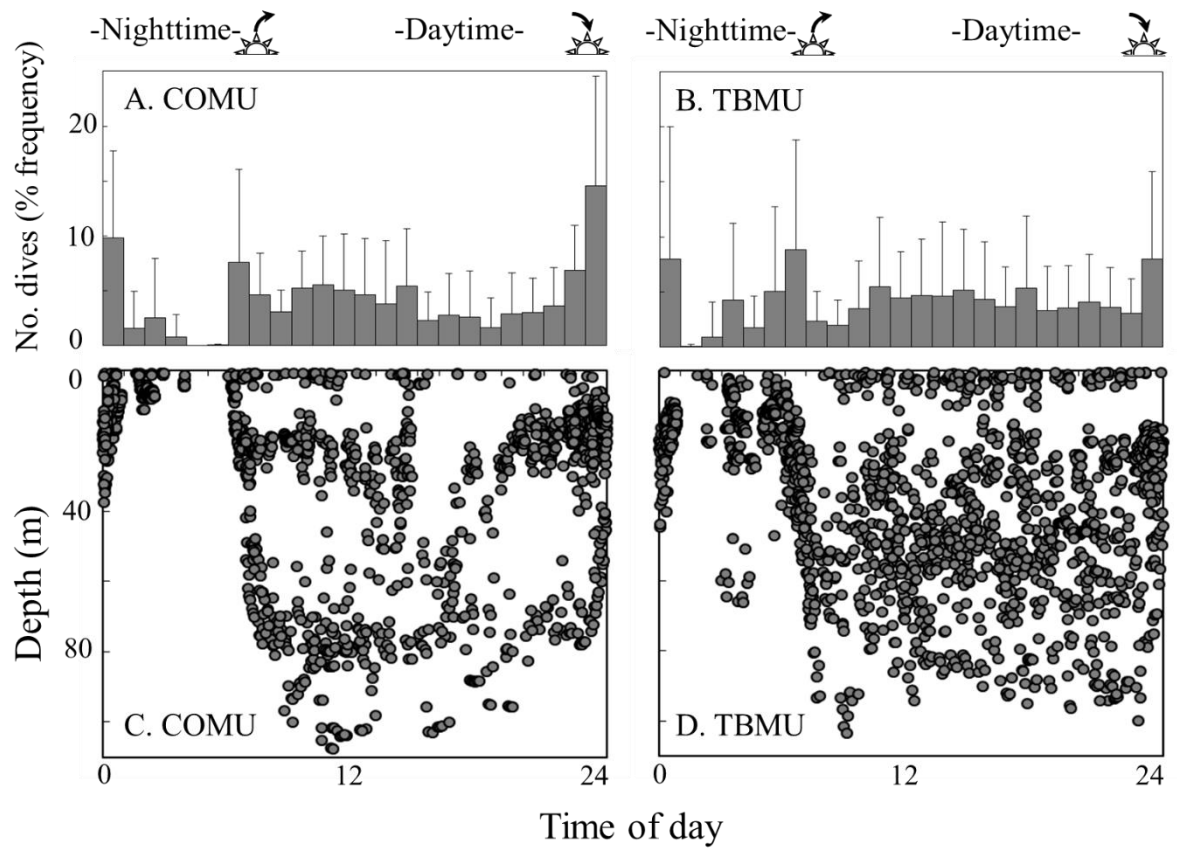 -Nighttime-
-Daytime-
-Nighttime-
-Daytime-
No. dives (% frequency)
20
10
0
A. COMU
B. TBMU
Depth (m)
0
40
80
C. COMU
D. TBMU
0
12
24
0
12
24
Time of day